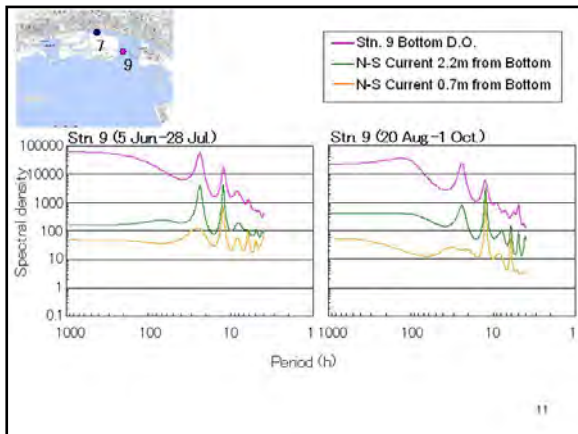 7
9
Stn. 9 Bottom D.O.
N-S Current 2.2m from Bottom
N-S Current 0.7m from Bottom
Stn. 9 (5 Jun.-28 Jul.)
Stn. 9 (20 Aug-1 Oct.)
Spectral density
100000
10000
1000
100
10
1
0.1
1000 100 10 1000 100 10 1
Period (h)
11